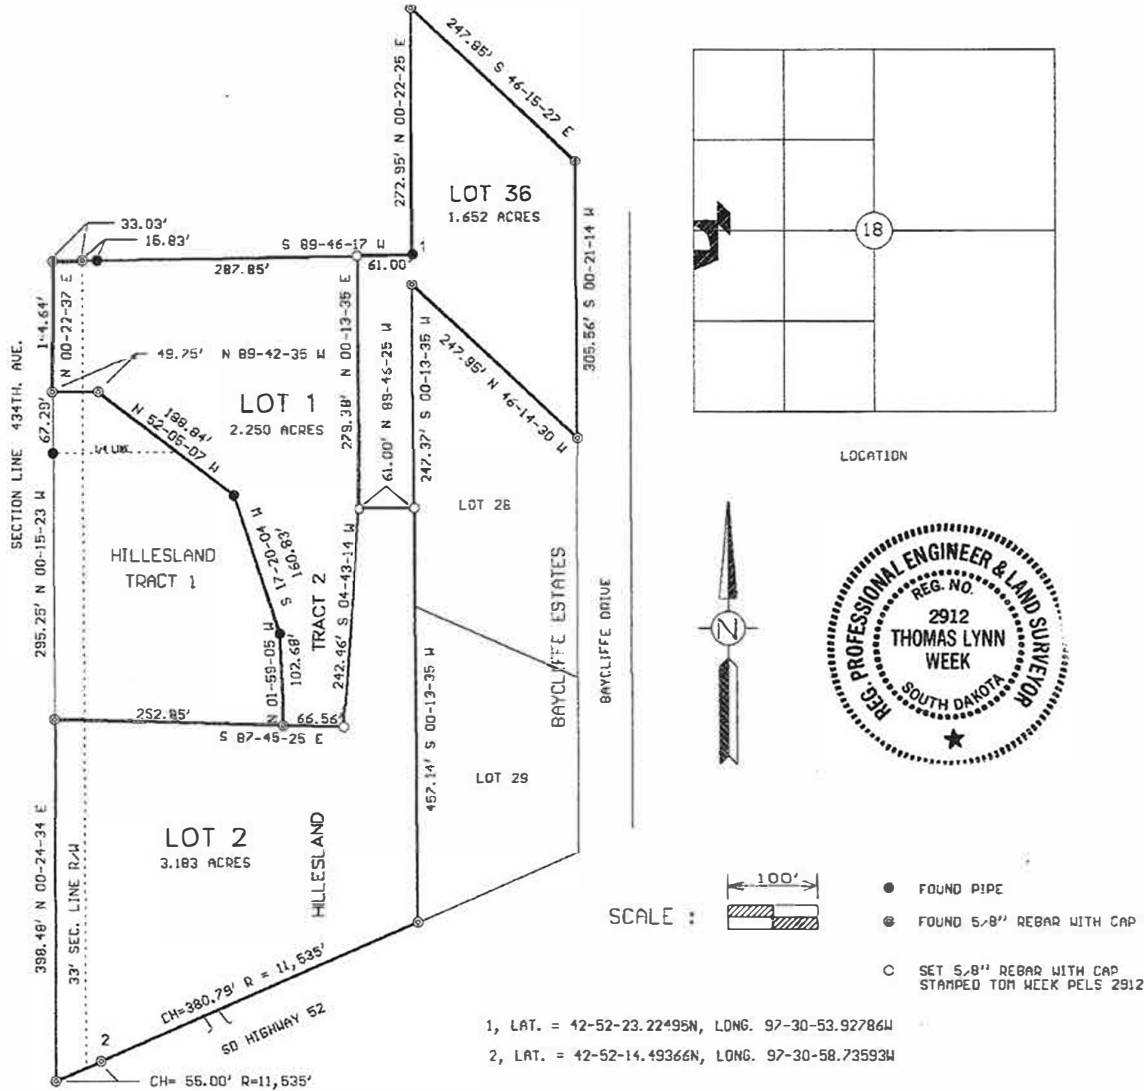 247.85' S 46-15-27 E
272.95' N 00-22-25 E
LOT 36
1.652 ACRES
305.56' S 00-21-14 W
33.03'
15.83'
S 89-46-17 W
1
287.85'
61.00'
N 00-22-37 E
SECTION LINE 434TH. AVE.
49.75' N 89-42-35 W
67.29'
188.84'
N 52-05-07 W
LOT 1
2.250 ACRES
N 00-13-35 E
61.00' N 89-46-25 W
247.37' S 00-13-35 W
247.95' N 46-14-30 W
1/4 LINE
295.25' N 00-15-23 W
HILLESLAND
TRACT 1
S 17-20-04 W
160.83'
TRACT 2
242.46' S 04-43-14 W
N 01-59-05 W
102.68'
252.85'
66.56'
S 87-45-25 E
LOT 28
BAYCLIFFE ESTATES
BAYCLIFFE DRIVE
LOT 29
457.14' S 00-13-35 W
LOT 2
3.183 ACRES
HILLESLAND
398.48' N 00-24-34 E
33' SEC. LINE R/W
CH=380.79' R = 11,535'
SD HIGHWAY 52
2
CH= 55.00' R=11,535'
18
LOCATION
N
REG. PROFESSIONAL ENGINEER & LAND SURVEYOR
REG. NO.
2912
THOMAS LYNN
WEEK
SOUTH DAKOTA
SCALE :
100'
FOUND PIPE
FOUND 5/8" REBAR WITH CAP
SET 5/8" REBAR WITH CAP
STAMPED TOM WEEK PELS 2912
1, LAT. = 42-52-23.22495N, LONG. 97-30-53.92786W
2, LAT. = 42-52-14.49366N, LONG. 97-30-58.73593W